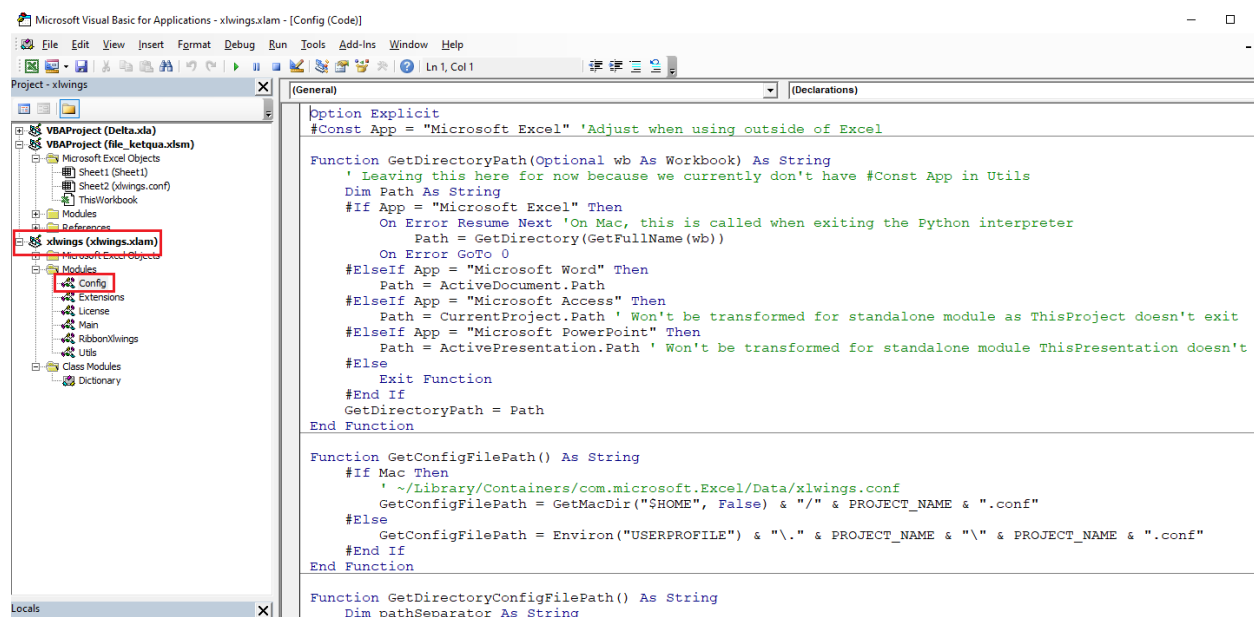 Microsoft Visual Basic for Applications - xlwings.xlam - [Config (Code)]
File Edit View Insert Format Debug Run Tools Add-Ins Window Help
Ln 1, Col 1
Project - xlwings
VBAProject (Delta.xla)
VBAProject (file_ketqua.xlsm)
Microsoft Excel Objects
Sheet1 (Sheet1)
Sheet2 (xlwings.conf)
ThisWorkbook
Modules
References
xlwings (xlwings.xlam)
Microsoft Excel Objects
Modules
Config
Extensions
License
Main
RibbonXlwings
Utils
Class Modules
Dictionary
Locals
(General)
(Declarations)
Option Explicit
#Const App = "Microsoft Excel" 'Adjust when using outside of Excel
Function GetDirectoryPath(Optional wb As Workbook) As String
' Leaving this here for now because we currently don't have #Const App in Utils
Dim Path As String
#If App = "Microsoft Excel" Then
On Error Resume Next 'On Mac, this is called when exiting the Python interpreter
Path = GetDirectory(GetFullName(wb))
On Error GoTo 0
#ElseIf App = "Microsoft Word" Then
Path = ActiveDocument.Path
#ElseIf App = "Microsoft Access" Then
Path = CurrentProject.Path ' Won't be transformed for standalone module as ThisProject doesn't exit
#ElseIf App = "Microsoft PowerPoint" Then
Path = ActivePresentation.Path ' Won't be transformed for standalone module ThisPresentation doesn't
#Else
Exit Function
#End If
GetDirectoryPath = Path
End Function
Function GetConfigFilePath() As String
#If Mac Then
' ~/Library/Containers/com.microsoft.Excel/Data/xlwings.conf
GetConfigFilePath = GetMacDir("$HOME", False) & "/" & PROJECT_NAME & ".conf"
#Else
GetConfigFilePath = Environ("USERPROFILE") & "\." & PROJECT_NAME & "\" & PROJECT_NAME & ".conf"
#End If
End Function
Function GetDirectoryConfigFilePath() As String
Dim pathSeparator As String